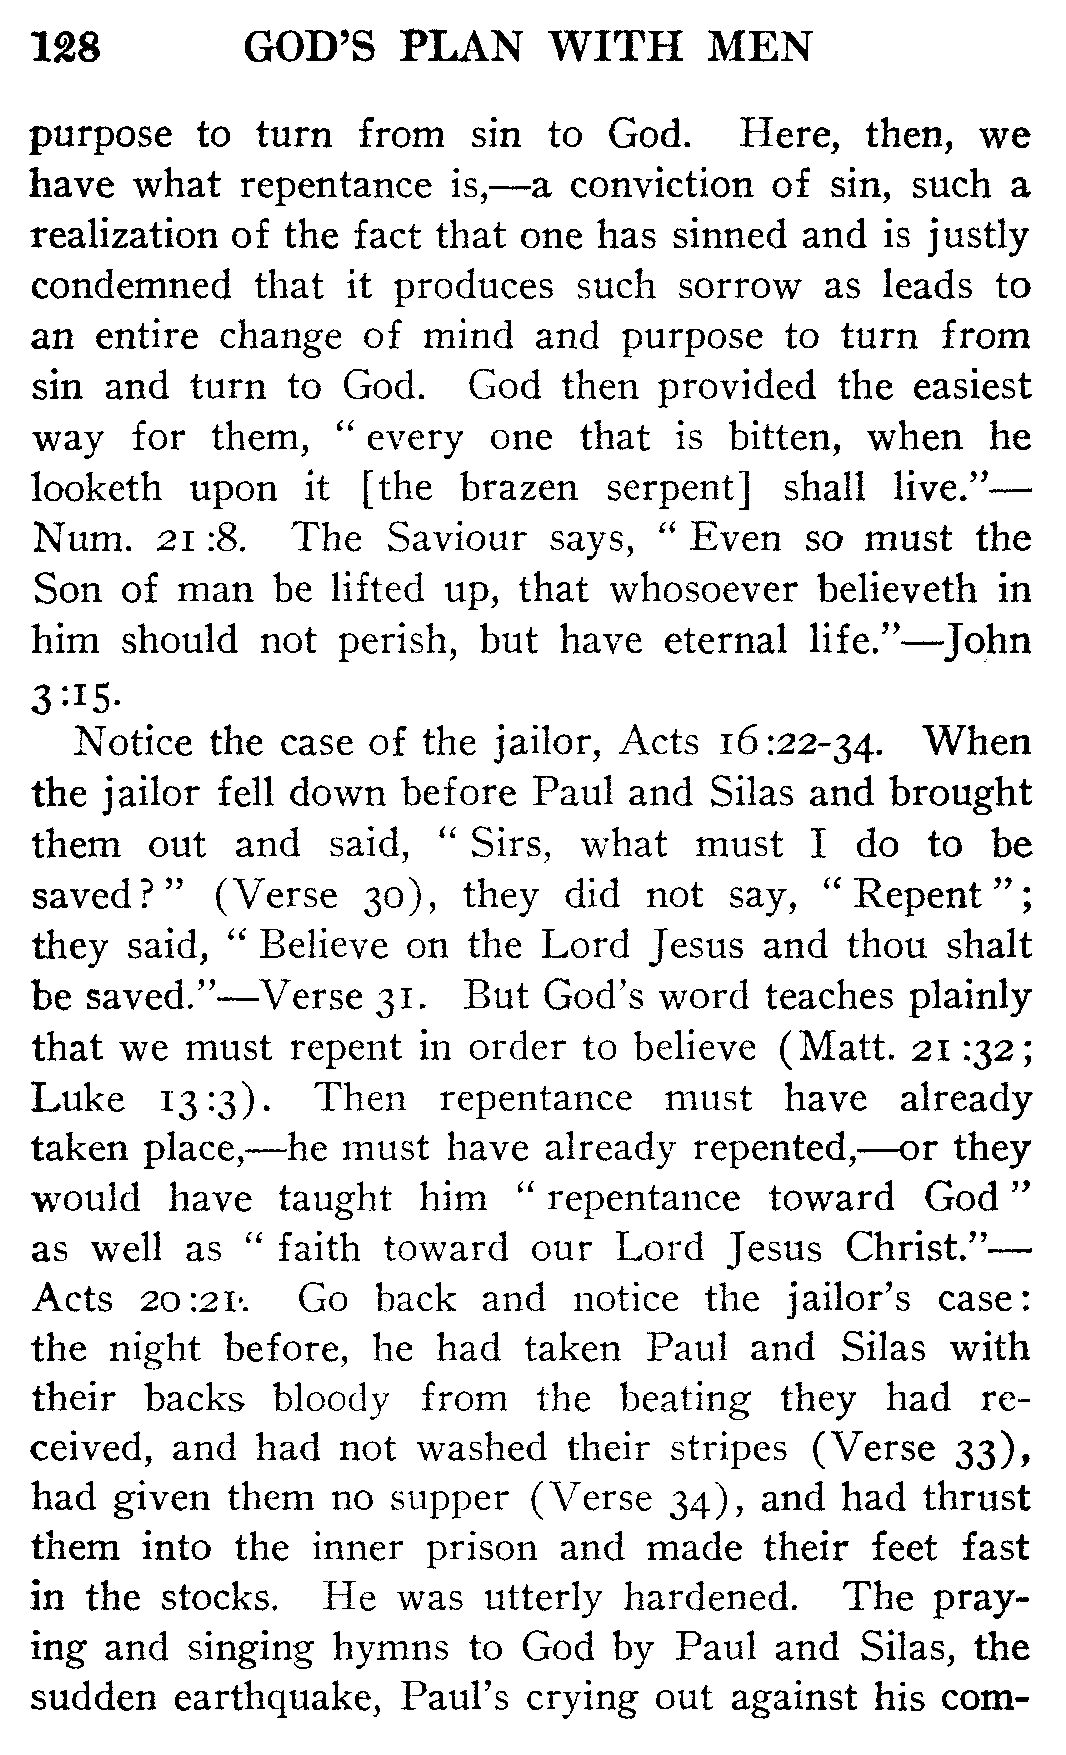 128 GOD'S PLAN WITH MEN
purpose to turn from sin to God. Here, then, we
have what repentance is,—a conviction of sin, such a
realization of the fact that one has sinned and is justly
condemned that it produces such sorrow as leads to
an entire change of mind and purpose to turn from
sin and turn to God. God then provided the easiest
way for them, " every one that is bitten, when he
looketh upon it [the brazen serpent] shall live."—
Num. 21 :8. The Saviour says, " Even so must the
Son of man be lifted up, that whosoever believeth in
him should not perish, but have eternal life."—John
3 :15.
Notice the case of the jailor, Acts 16 :22-34. When
the jailor fell down before Paul and Silas and brought
them out and said, " Sirs, what must I do to be
saved? " (Verse 30), they did not say, " Repent " ;
they said, " Believe on the Lord Jesus and thou shalt
be saved."—Verse 31. But God's word teaches plainly
that we must repent in order to believe (Matt. 21 :32 ;
Luke 13 :3). Then repentance must have already
taken place,—he must have already repented,—or they
would have taught him " repentance toward God "
as well as " faith toward our Lord Jesus Christ."—
Acts 20 :21. Go back and notice the jailor's case:
the night before, he had taken Paul and Silas with
their backs bloody from the beating they had re-
ceived, and had not washed their stripes (Verse 33),
had given them no supper (Verse 34), and had thrust
them into the inner prison and made their feet fast
in the stocks. He was utterly hardened. The pray-
ing and singing hymns to God by Paul and Silas, the
sudden earthquake, Paul's crying out against his com-